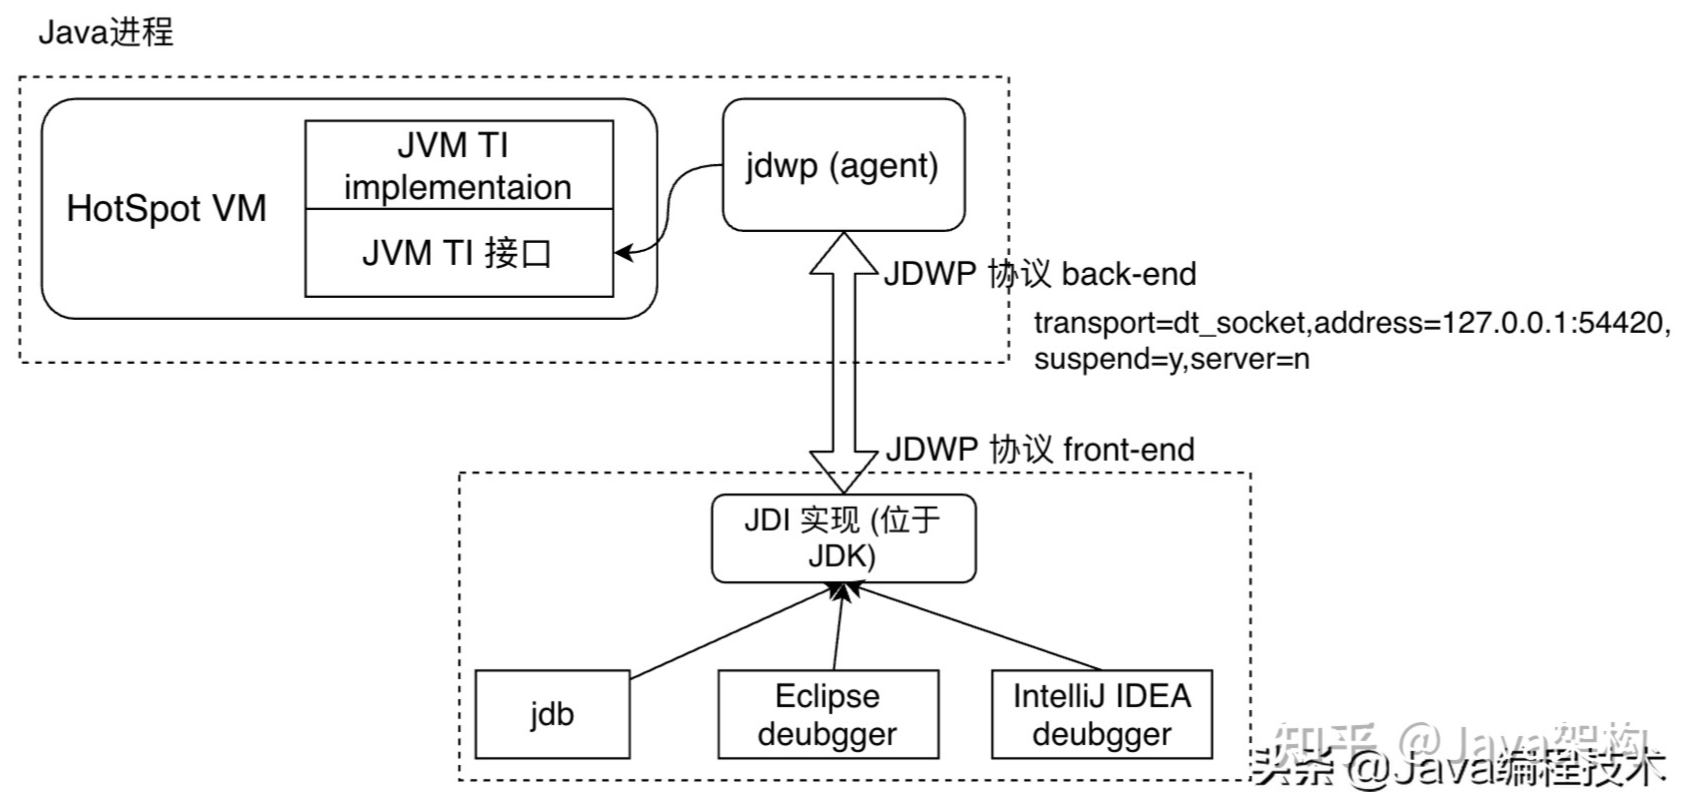 Java进程
HotSpot VM
JVM TI
implementaion
JVM TI 接口
jdwp (agent)
JDWP 协议 back-end
transport=dt_socket,address=127.0.0.1:54420,
suspend=y,server=n
JDWP 协议 front-end
JDI 实现 (位于
JDK)
jdb
Eclipse
deubgger
IntelliJ IDEA
deubgger
知乎 @Java架构
头条 @Java编程技术